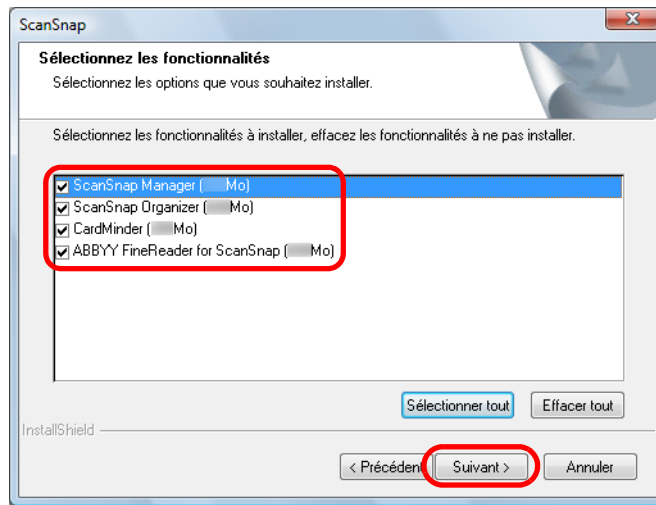 ScanSnap
Sélectionnez les fonctionnalités
Sélectionnez les options que vous souhaitez installer.
Sélectionnez les fonctionnalités à installer, effacez les fonctionnalités à ne pas installer.
ScanSnap Manager ( Mo)
ScanSnap Organizer ( Mo)
CardMinder ( Mo)
ABBYY FineReader for ScanSnap ( Mo)
Sélectionner tout Effacer tout
InstallShield
< Précédent Suivant > Annuler